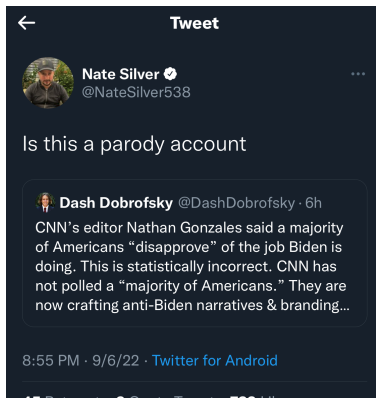 Tweet
Nate Silver
@NateSilver538
Is this a parody account
Dash Dobrofsky @DashDobrofsky · 6h
CNN's editor Nathan Gonzales said a majority
of Americans “disapprove” of the job Biden is
doing. This is statistically incorrect. CNN has
not polled a “majority of Americans.” They are
now crafting anti-Biden narratives & branding...
8:55 PM · 9/6/22 · Twitter for Android